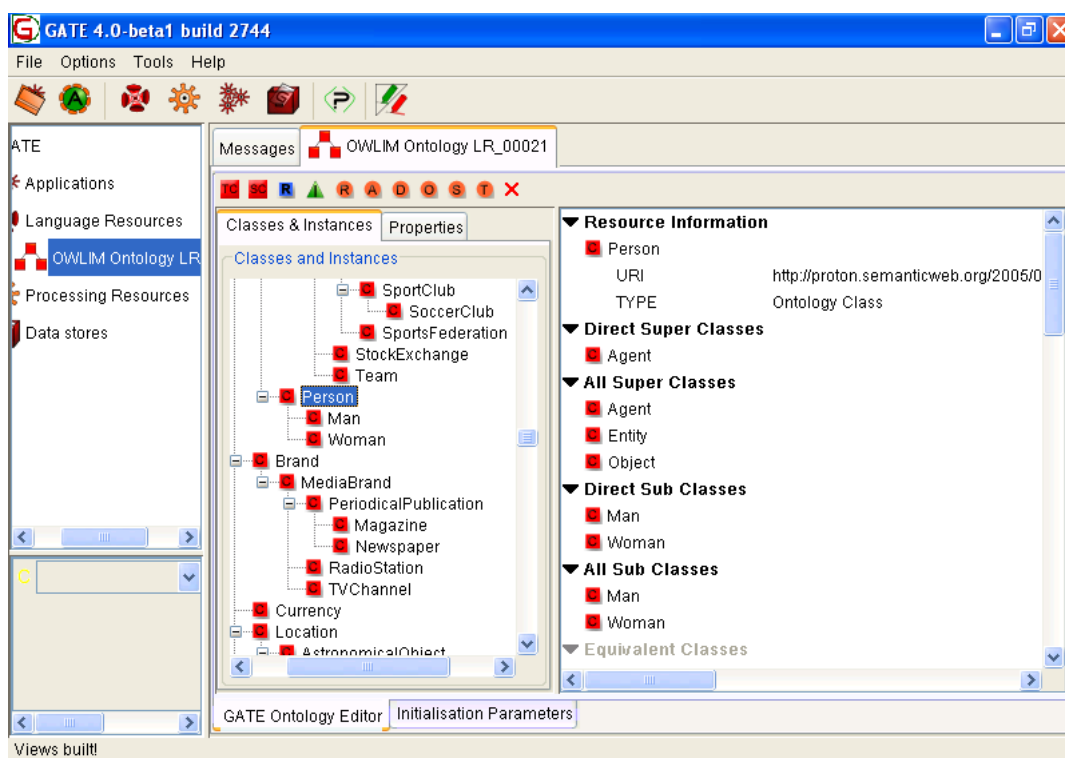 GATE 4.0-beta1 build 2744
File Options Tools Help
ATE
Applications
Language Resources
OWLIM Ontology LR
Processing Resources
Data stores
C
Messages OWLIM Ontology LR_00021
TC SC R I R A D O S T
Classes & Instances Properties
Classes and Instances
C SportClub
C SoccerClub
C SportsFederation
C StockExchange
C Team
C Person
C Man
C Woman
C Brand
C MediaBrand
C PeriodicalPublication
C Magazine
C Newspaper
C RadioStation
C TVChannel
C Currency
C Location
C AstronomicalObject
Resource Information
C Person
URI http://proton.semanticweb.org/2005/0
TYPE Ontology Class
Direct Super Classes
C Agent
All Super Classes
C Agent
C Entity
C Object
Direct Sub Classes
C Man
C Woman
All Sub Classes
C Man
C Woman
Equivalent Classes
GATE Ontology Editor Initialisation Parameters
Views built!